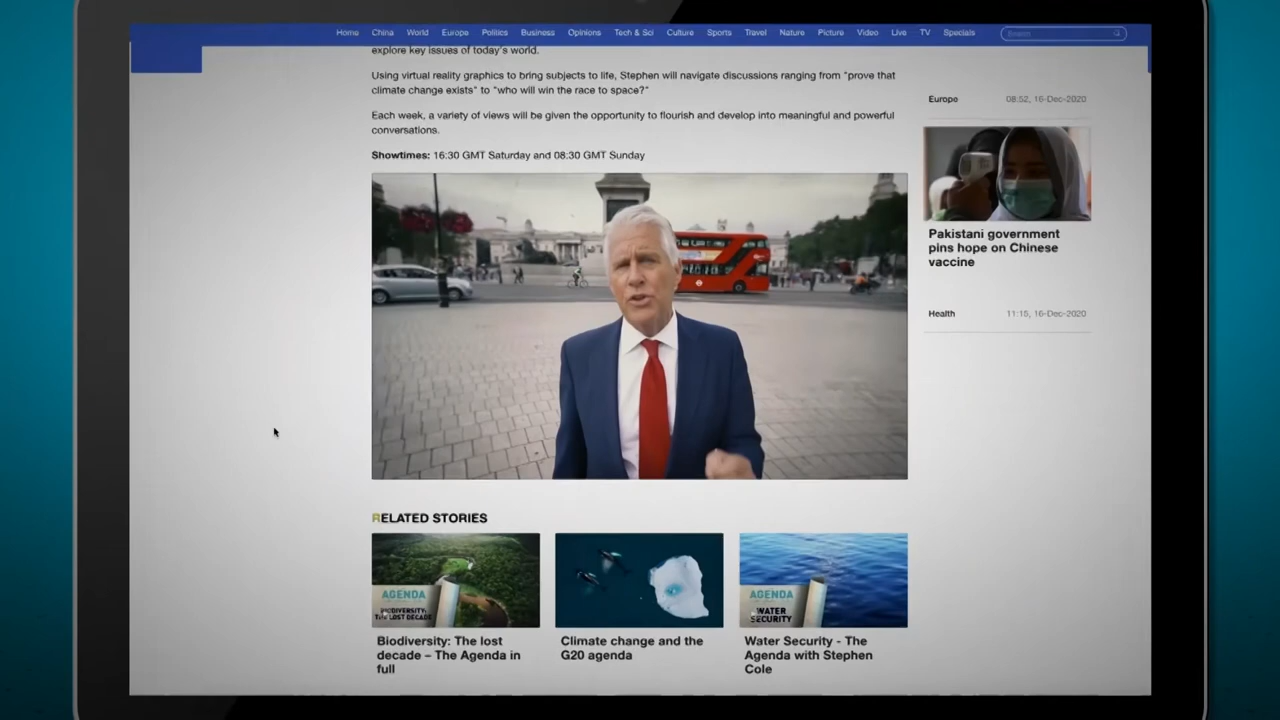 Home China World Europe Politics Business Opinions Tech & Sci Culture Sports Travel Nature Picture Video Live TV Specials Search
explore key issues of today's world.
Using virtual reality graphics to bring subjects to life, Stephen will navigate discussions ranging from "prove that
climate change exists" to "who will win the race to space?"
Each week, a variety of views will be given the opportunity to flourish and develop into meaningful and powerful
conversations.
Showtimes: 16:30 GMT Saturday and 08:30 GMT Sunday
RELATED STORIES
AGENDA
BIODIVERSITY:
THE LOST DECADE
Biodiversity: The lost
decade – The Agenda in
full
Climate change and the
G20 agenda
AGENDA
WATER
SECURITY
Water Security - The
Agenda with Stephen
Cole
Europe 08:52, 16-Dec-2020
Pakistani government
pins hope on Chinese
vaccine
Health 11:15, 16-Dec-2020